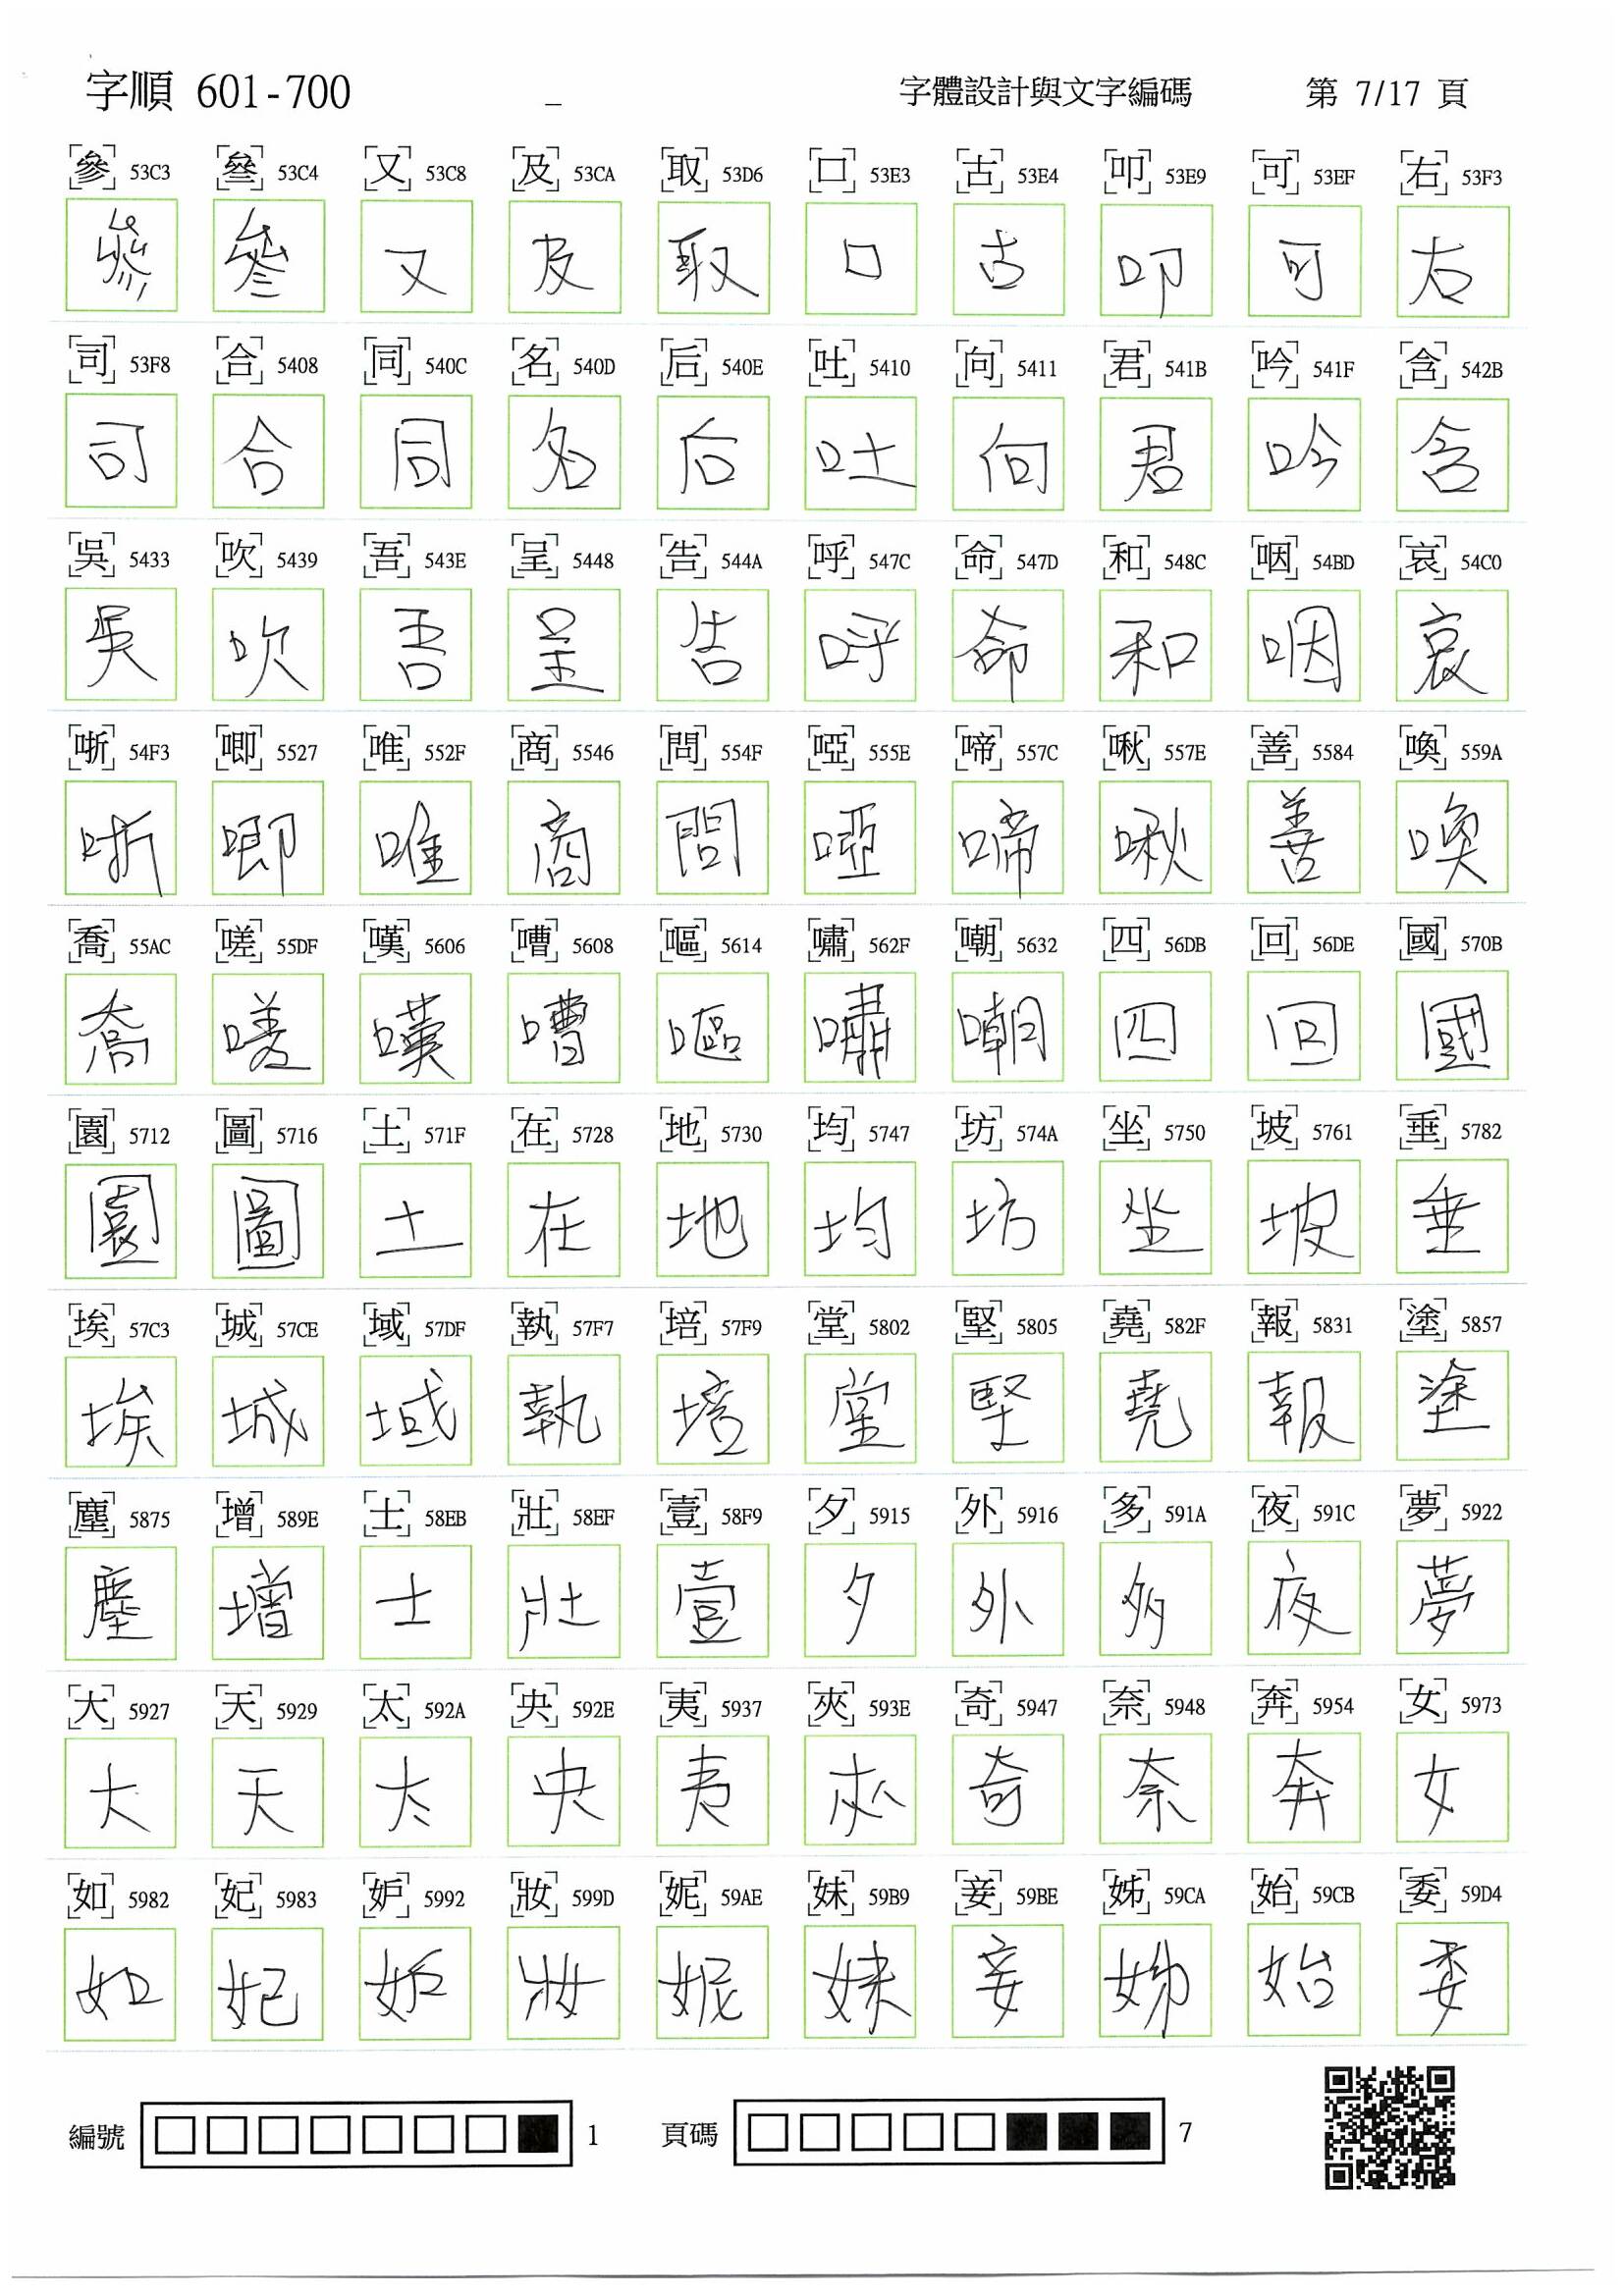 字順 601-700 _ 字體設計與文字編碼 第 7/17 頁
參 53C3 叄 53C4 又 53C8 及 53CA 取 53D6 口 53E3 古 53E4 叩 53E9 可 53EF 右 53F3
參 叄 又 及 取 口 古 叩 可 右
司 53F8 合 5408 同 540C 名 540D 后 540E 吐 5410 向 5411 君 541B 吟 541F 含 542B
司 合 同 名 后 吐 向 君 吟 含
吳 5433 吹 5439 吾 543E 呈 5448 告 544A 呼 547C 命 547D 和 548C 咽 54BD 哀 54C0
吳 吹 吾 呈 告 呼 命 和 咽 哀
哳 54F3 唧 5527 唯 552F 商 5546 問 554F 啞 555E 啼 557C 啾 557E 善 5584 喚 559A
哳 唧 唯 商 問 啞 啼 啾 善 喚
喬 55AC 嗟 55DF 嘆 5606 嘈 5608 嘔 5614 嘯 562F 嘲 5632 四 56DB 回 56DE 國 570B
喬 嗟 嘆 嘈 嘔 嘯 嘲 四 回 國
園 5712 圖 5716 土 571F 在 5728 地 5730 均 5747 坊 574A 坐 5750 坡 5761 垂 5782
園 圖 土 在 地 均 坊 坐 坡 垂
埃 57C3 城 57CE 域 57DF 執 57F7 培 57F9 堂 5802 堅 5805 堯 582F 報 5831 塗 5857
埃 城 域 執 培 堂 堅 堯 報 塗
塵 5875 增 589E 士 58EB 壯 58EF 壹 58F9 夕 5915 外 5916 多 591A 夜 591C 夢 5922
塵 增 士 壯 壹 夕 外 多 夜 夢
大 5927 天 5929 太 592A 央 592E 夷 5937 夾 593E 奇 5947 奈 5948 奔 5954 女 5973
大 天 太 央 夷 夾 奇 奈 奔 女
如 5982 妃 5983 妒 5992 妝 599D 妮 59AE 妹 59B9 妾 59BE 姊 59CA 始 59CB 委 59D4
如 妃 妒 妝 妮 妹 妾 姊 始 委
編號 1 頁碼 7